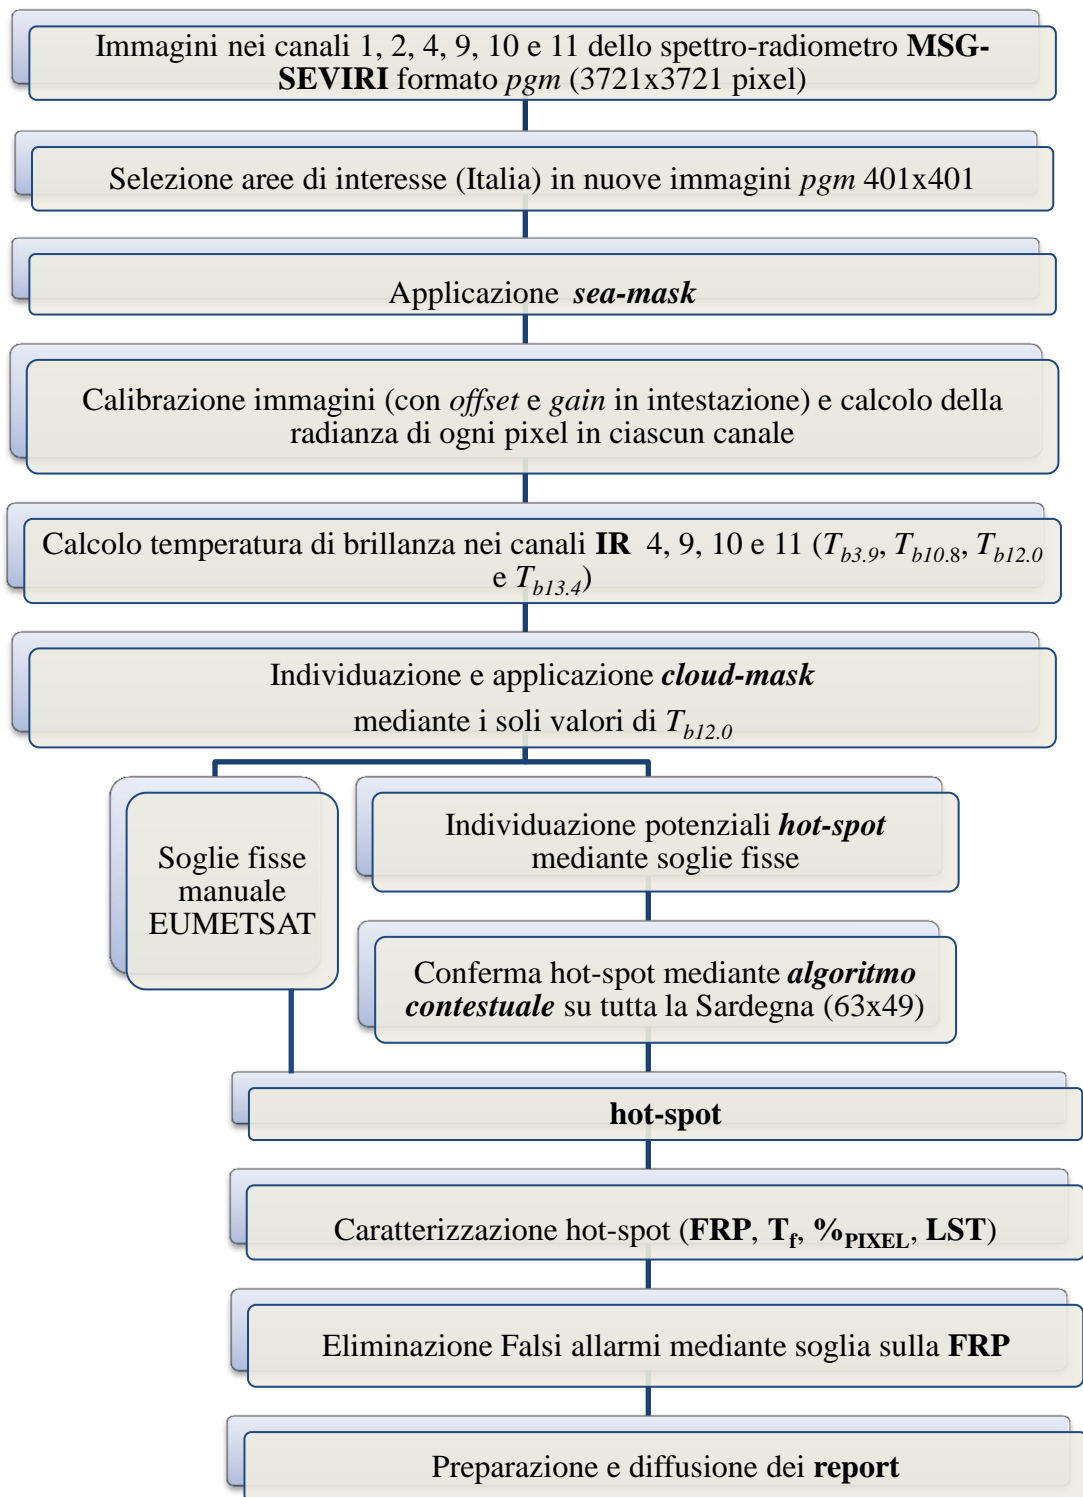 Immagini nei canali 1, 2, 4, 9, 10 e 11 dello spettro-radiometro MSG-
SEVIRI formato pgm (3721x3721 pixel)
Selezione aree di interesse (Italia) in nuove immagini pgm 401x401
Applicazione sea-mask
Calibrazione immagini (con offset e gain in intestazione) e calcolo della
radianza di ogni pixel in ciascun canale
Calcolo temperatura di brillanza nei canali IR 4, 9, 10 e 11 (Tb3.9, Tb10.8, Tb12.0
e Tb13.4)
Individuazione e applicazione cloud-mask
mediante i soli valori di Tb12.0
Soglie fisse
manuale
EUMETSAT
Individuazione potenziali hot-spot
mediante soglie fisse
Conferma hot-spot mediante algoritmo
contestuale su tutta la Sardegna (63x49)
hot-spot
Caratterizzazione hot-spot (FRP, Tf, %PIXEL, LST)
Eliminazione Falsi allarmi mediante soglia sulla FRP
Preparazione e diffusione dei report